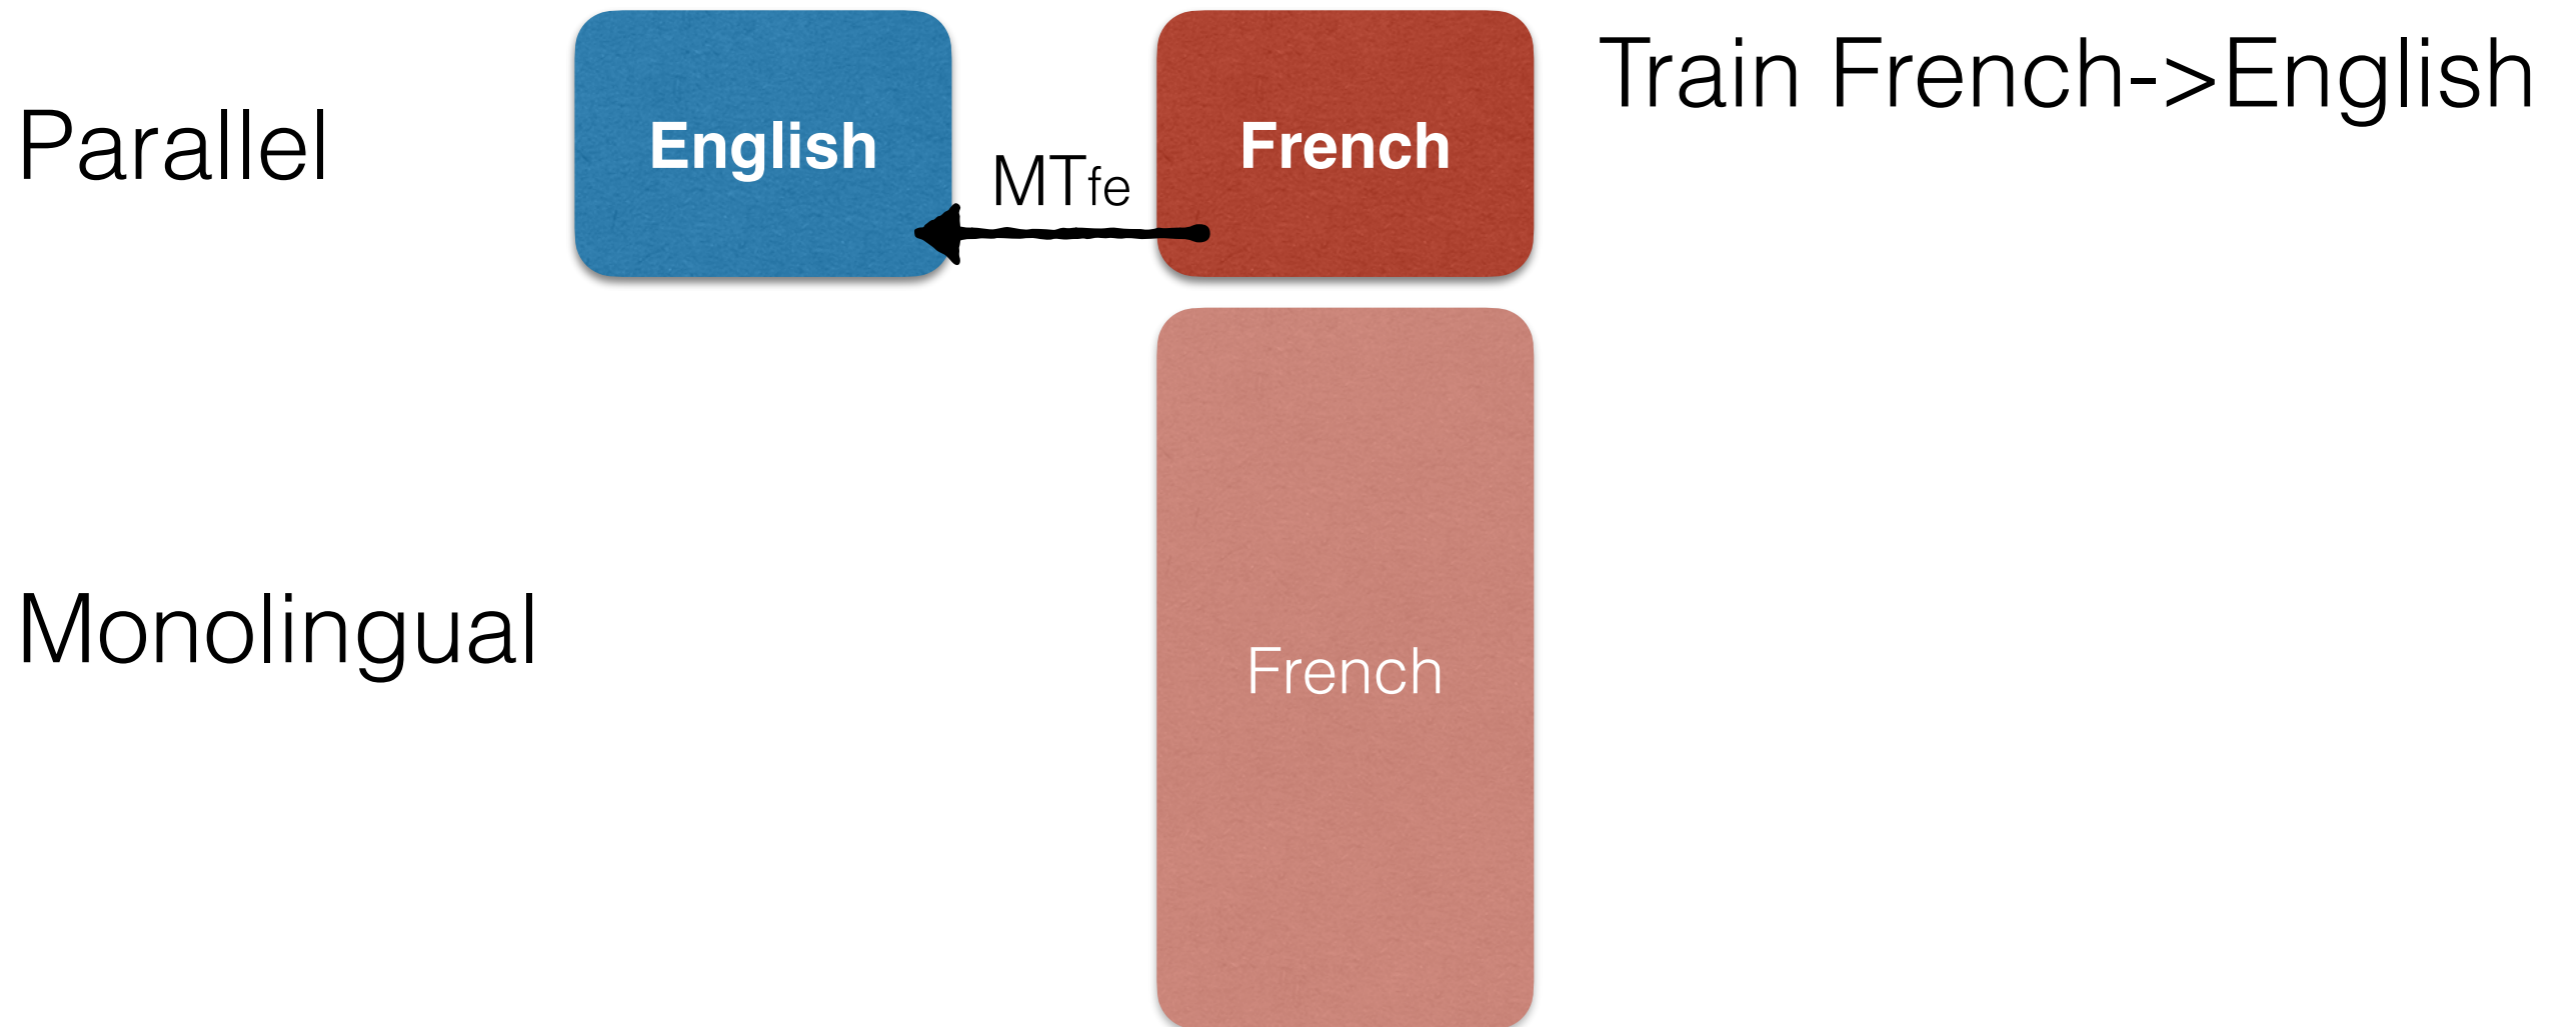 Parallel
English
MTfe
French
Train French->English
Monolingual
French